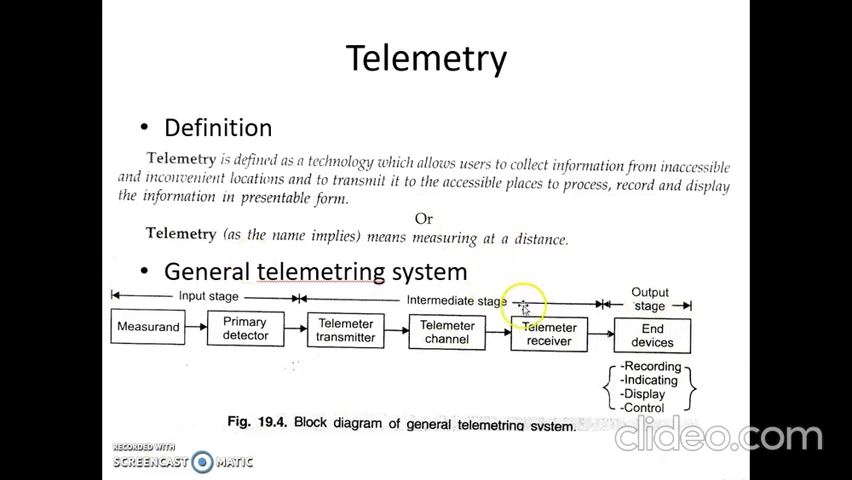 Telemetry
• Definition
Telemetry is defined as a technology which allows users to collect information from inaccessible
and inconvenient locations and to transmit it to the accessible places to process, record and display
the information in presentable form.
Or
Telemetry (as the name implies) means measuring at a distance.
• General telemetring system
Input stage
Intermediate stage
Output
stage
Measurand
Primary
detector
Telemeter
transmitter
Telemeter
channel
Telemeter
receiver
End
devices
-Recording
-Indicating
-Display
-Control
Fig. 19.4. Block diagram of general telemetring system.
clideo.com
RECORDED WITH
SCREENCAST MATIC